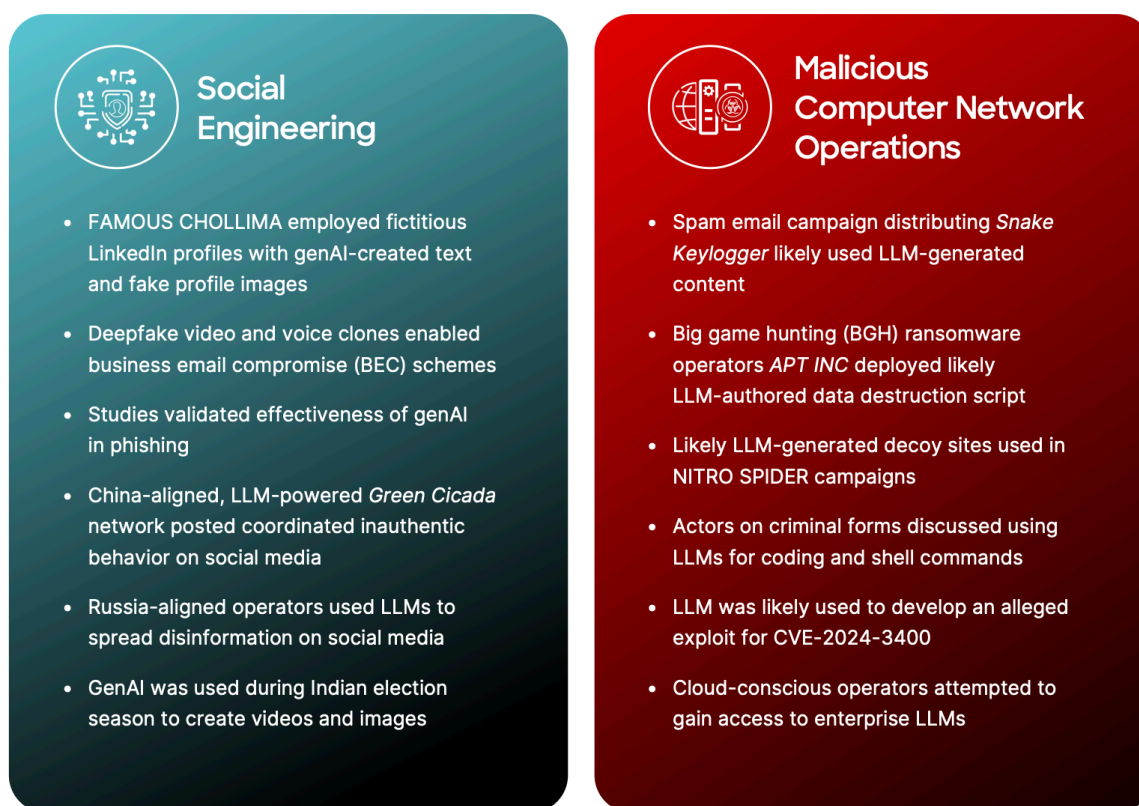 Social
Engineering
• FAMOUS CHOLLIMA employed fictitious
LinkedIn profiles with genAI-created text
and fake profile images
• Deepfake video and voice clones enabled
business email compromise (BEC) schemes
• Studies validated effectiveness of genAI
in phishing
• China-aligned, LLM-powered Green Cicada
network posted coordinated inauthentic
behavior on social media
• Russia-aligned operators used LLMs to
spread disinformation on social media
• GenAI was used during Indian election
season to create videos and images
Malicious
Computer Network
Operations
• Spam email campaign distributing Snake
Keylogger likely used LLM-generated
content
• Big game hunting (BGH) ransomware
operators APT INC deployed likely
LLM-authored data destruction script
• Likely LLM-generated decoy sites used in
NITRO SPIDER campaigns
• Actors on criminal forms discussed using
LLMs for coding and shell commands
• LLM was likely used to develop an alleged
exploit for CVE-2024-3400
• Cloud-conscious operators attempted to
gain access to enterprise LLMs